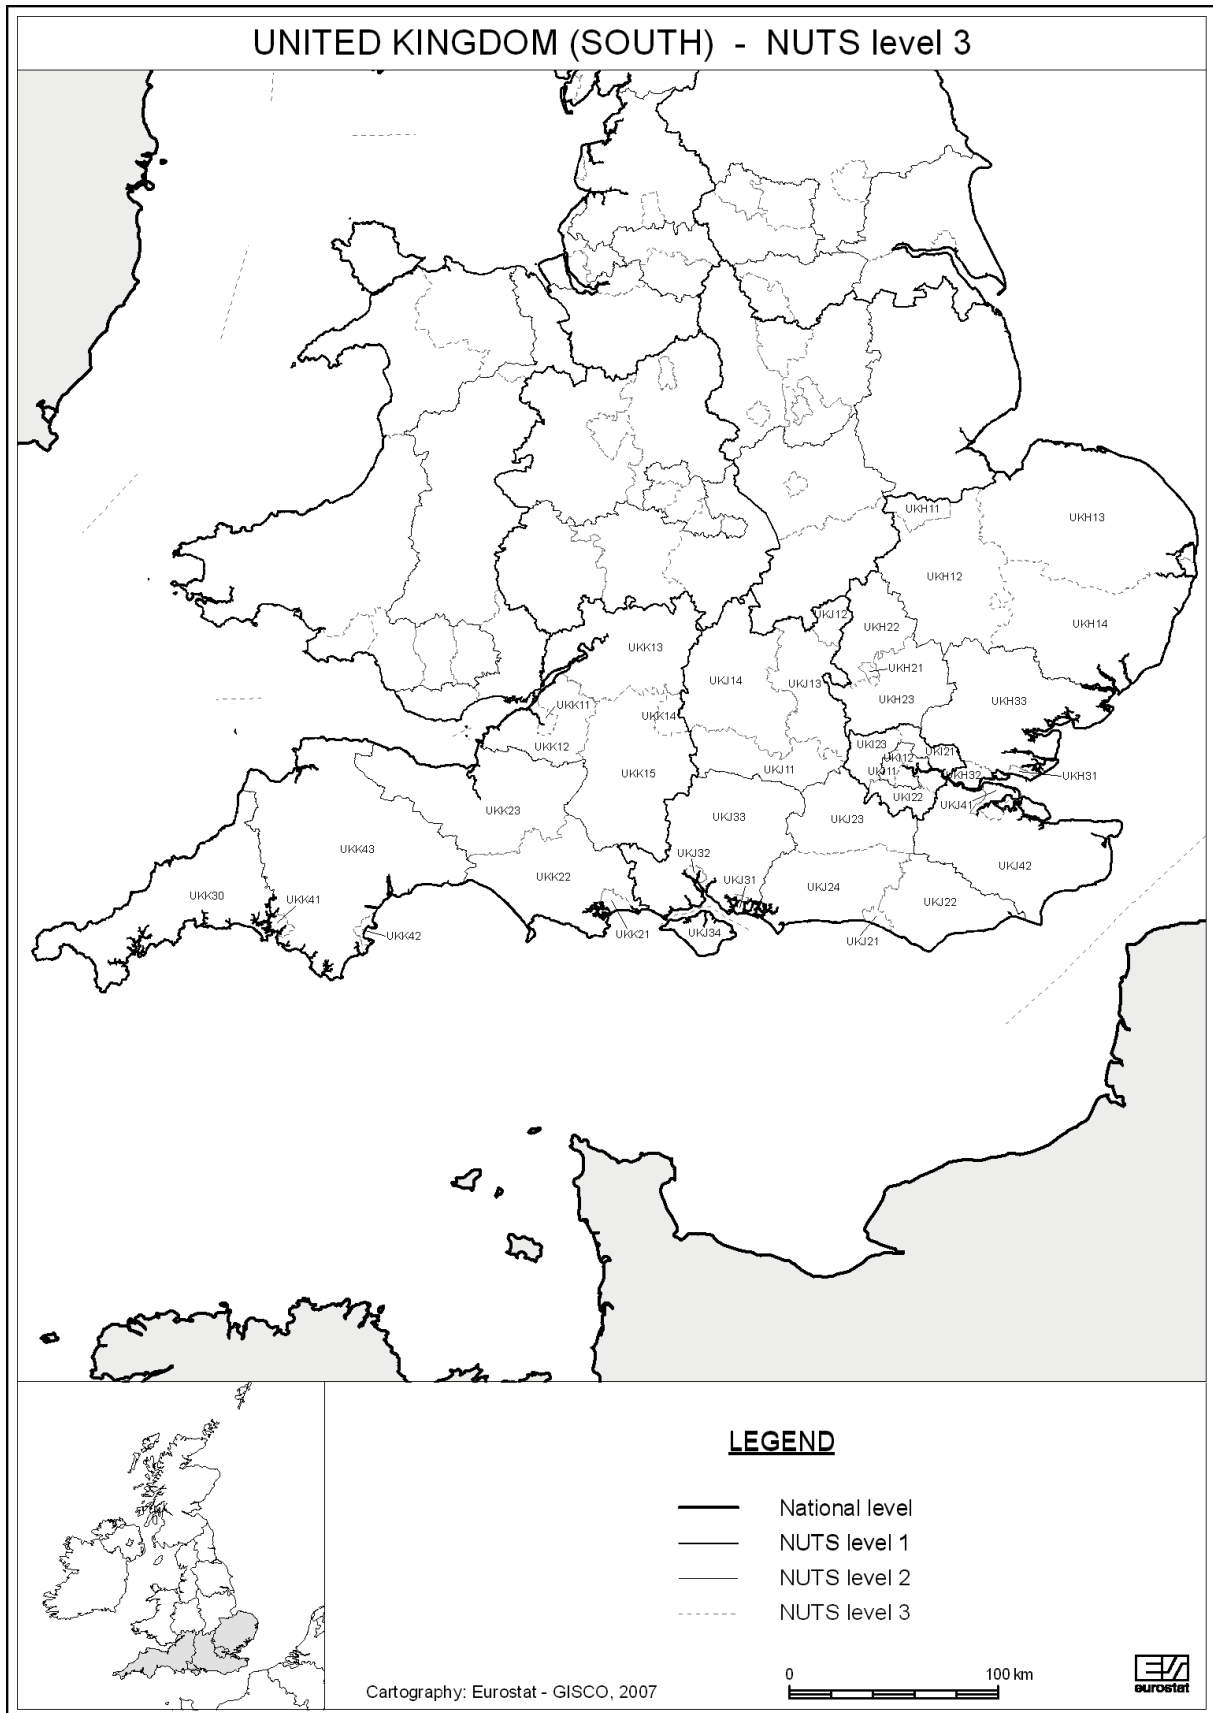 UNITED KINGDOM (SOUTH) - NUTS level 3
UKH11
UKH13
UKH12
UKJ12
UKH22
UKH14
UKK13
UKH21
UKJ14
UKJ13
UKH23
UKH33
UKK11
UKK14
UKK12
UKI23
UKI21
UKI12
UKJ11
UKI11
UKK15
UKH32
UKH31
UKI22
UKJ41
UKK23
UKJ33
UKJ23
UKK43
UKJ32
UKJ42
UKK22
UKJ31
UKJ24
UKK30
UKK41
UKJ22
UKK21
UKJ34
UKK42
UKJ21
LEGEND
National level
NUTS level 1
NUTS level 2
NUTS level 3
0 100 km
Cartography: Eurostat - GISCO, 2007
eurostat